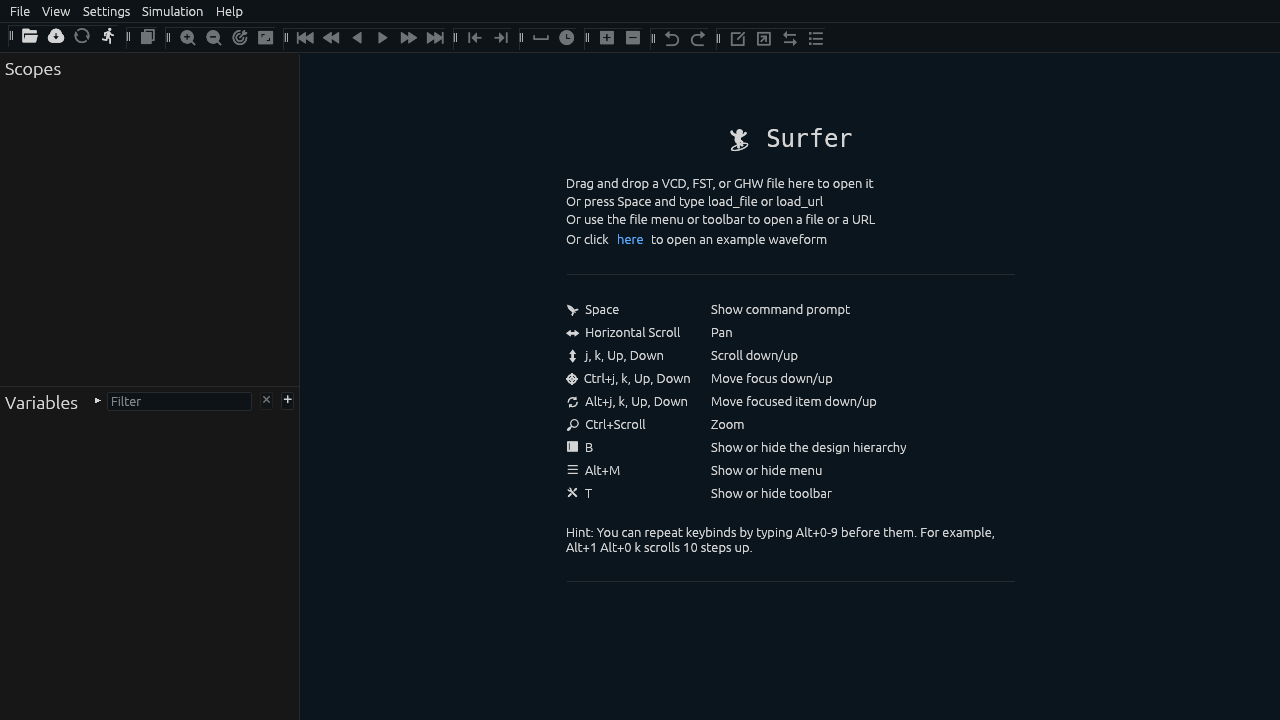 File View Settings Simulation Help
Scopes
Surfer
Drag and drop a VCD, FST, or GHW file here to open it
Or press Space and type load_file or load_url
Or use the file menu or toolbar to open a file or a URL
Or click here to open an example waveform
Space Show command prompt
Horizontal Scroll Pan
j, k, Up, Down Scroll down/up
Ctrl+j, k, Up, Down Move focus down/up
Alt+j, k, Up, Down Move focused item down/up
Ctrl+Scroll Zoom
B Show or hide the design hierarchy
Alt+M Show or hide menu
T Show or hide toolbar
Hint: You can repeat keybinds by typing Alt+0-9 before them. For example,
Alt+1 Alt+0 k scrolls 10 steps up.
Variables Filter